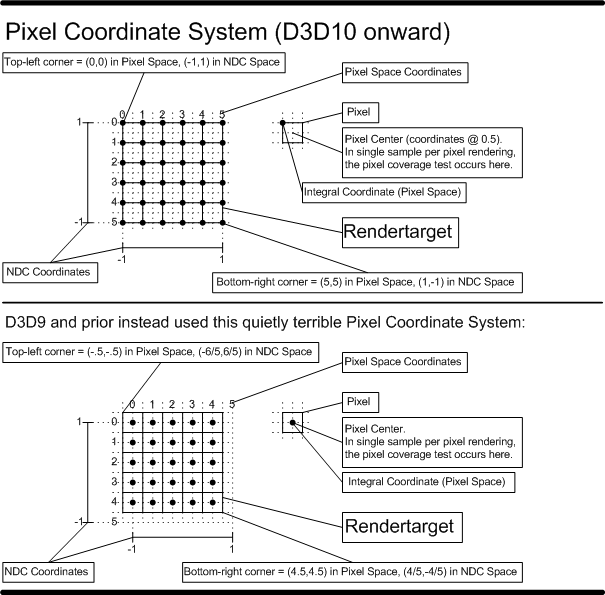 Pixel Coordinate System (D3D10 onward)
Top-left corner = (0,0) in Pixel Space, (-1,1) in NDC Space
Pixel Space Coordinates
0 1 2 3 4 5
1
0
1
2
3
4
-1
5
Pixel
Pixel Center (coordinates @ 0.5).
In single sample per pixel rendering,
the pixel coverage test occurs here.
Integral Coordinate (Pixel Space)
Rendertarget
NDC Coordinates
-1 1
Bottom-right corner = (5,5) in Pixel Space, (1,-1) in NDC Space
D3D9 and prior instead used this quietly terrible Pixel Coordinate System:
Top-left corner = (-.5,-.5) in Pixel Space, (-6/5,6/5) in NDC Space
Pixel Space Coordinates
0 1 2 3 4 5
1
0
1
2
3
4
-1
5
Pixel
Pixel Center.
In single sample per pixel rendering,
the pixel coverage test occurs here.
Integral Coordinate (Pixel Space)
Rendertarget
-1 1
NDC Coordinates
Bottom-right corner = (4.5,4.5) in Pixel Space, (4/5,-4/5) in NDC Space